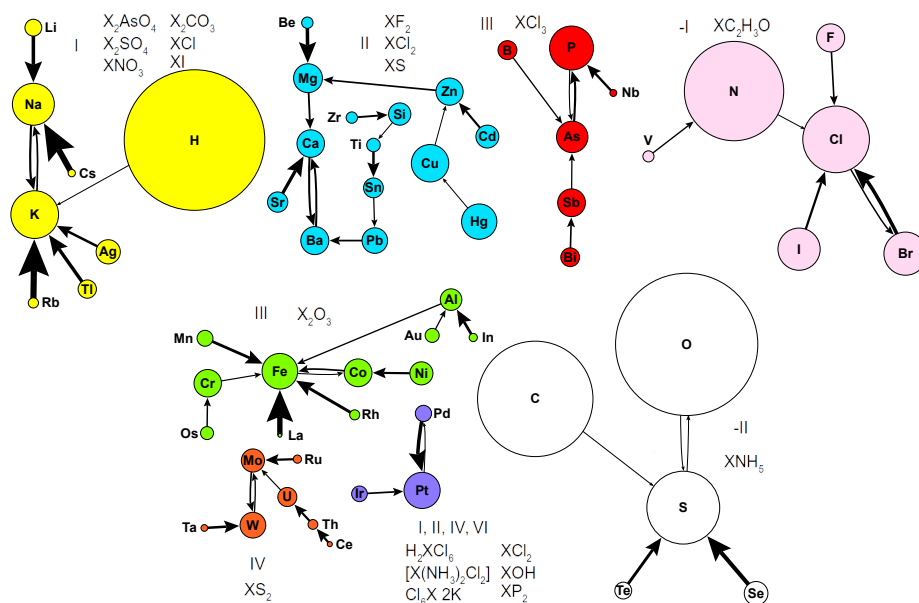 I X₂AsO₄ X₂CO₃
X₂SO₄ XCl
XNO₃ XI
Li
Na
H
Cs
K
Ag
Tl
Rb
II XF₂
XCl₂
XS
Be
Mg
Zn
Zr
Si
Ca
Ti
Cd
Cu
Sr
Sn
Hg
Ba
Pb
III XCl₃
B
P
Nb
As
Sb
Bi
-I XC₂H₃O
F
N
V
Cl
I
Br
III X₂O₃
Al
Mn
Au
In
Fe
Co
Ni
Cr
Rh
Os
La
Mo
Ru
U
Ta
W
Th
Ce
IV
XS₂
Pd
Ir
Pt
I, II, IV, VI
H₂XCl₆ XCl₂
[X(NH₃)₂Cl₂] XOH
Cl₆X 2K XP₂
O
C
-II
XNH₅
S
Te
Se